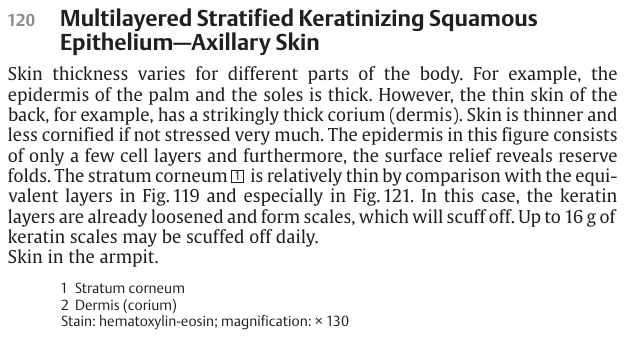 120 Multilayered Stratified Keratinizing Squamous
Epithelium—Axillary Skin
Skin thickness varies for different parts of the body. For example, the
epidermis of the palm and the soles is thick. However, the thin skin of the
back, for example, has a strikingly thick corium (dermis). Skin is thinner and
less cornified if not stressed very much. The epidermis in this figure consists
of only a few cell layers and furthermore, the surface relief reveals reserve
folds. The stratum corneum 1 is relatively thin by comparison with the equi-
valent layers in Fig. 119 and especially in Fig. 121. In this case, the keratin
layers are already loosened and form scales, which will scuff off. Up to 16 g of
keratin scales may be scuffed off daily.
Skin in the armpit.
1 Stratum corneum
2 Dermis (corium)
Stain: hematoxylin-eosin; magnification: × 130